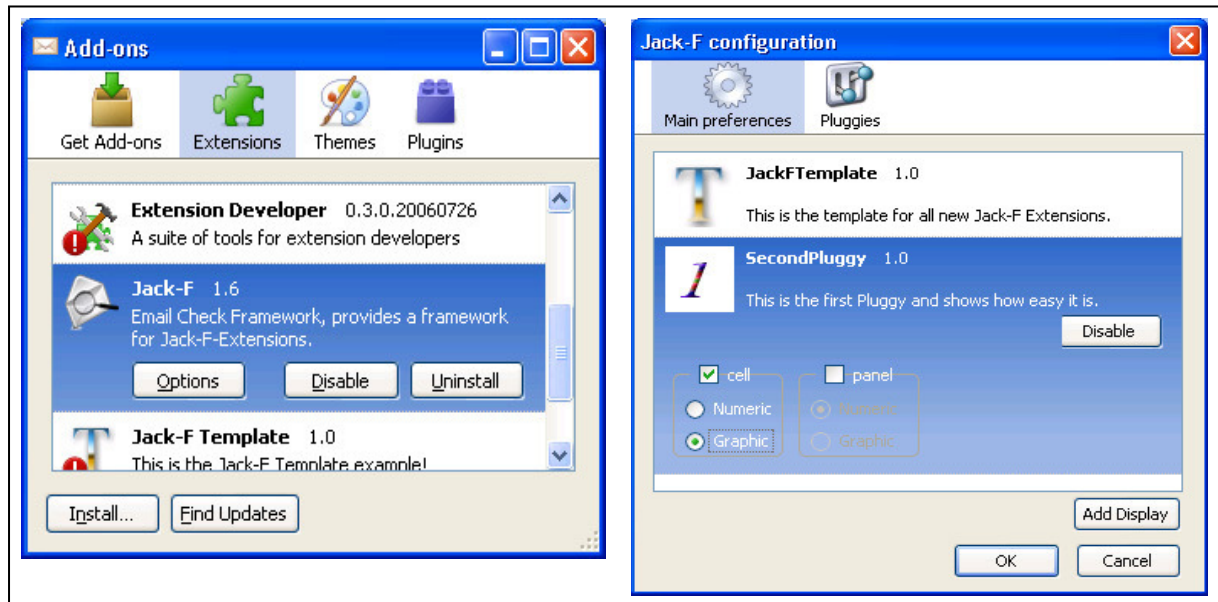 Add-ons
Get Add-ons Extensions Themes Plugins
Extension Developer 0.3.0.20060726
A suite of tools for extension developers
Jack-F 1.6
Email Check Framework, provides a framework
for Jack-F-Extensions.
Options Disable Uninstall
Jack-F Template 1.0
This is the Jack-F Template example!
Install... Find Updates
Jack-F configuration
Main preferences Pluggies
JackFTemplate 1.0
This is the template for all new Jack-F Extensions.
SecondPluggy 1.0
1
This is the first Pluggy and shows how easy it is.
Disable
cell panel
Numeric Numeric
Graphic Graphic
Add Display
OK Cancel